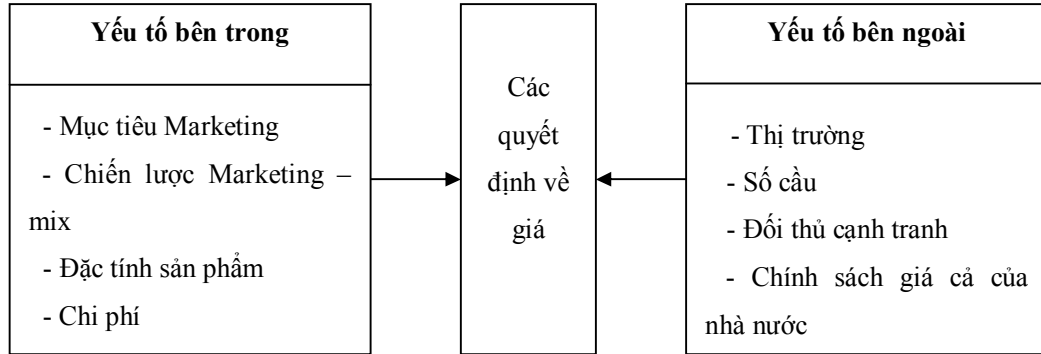 Yếu tố bên trong
- Mục tiêu Marketing
- Chiến lược Marketing –
mix
- Đặc tính sản phẩm
- Chi phí
Các
quyết
định về
giá
Yếu tố bên ngoài
- Thị trường
- Số cầu
- Đối thủ cạnh tranh
- Chính sách giá cả của
nhà nước